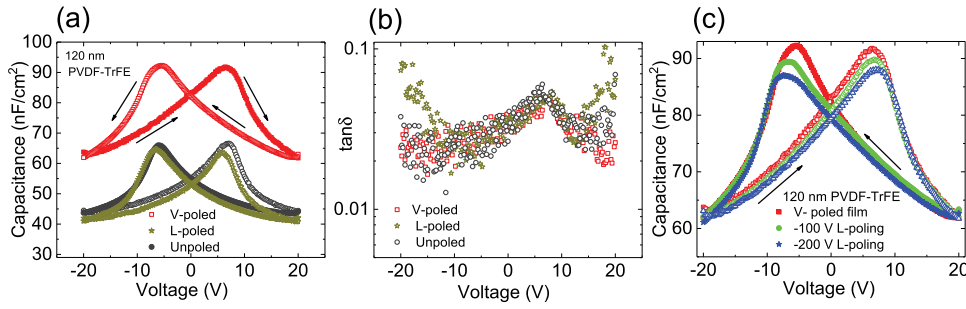 (a)
120 nm
PVDF-TrFE
100
90
80
70
60
50
40
30
Capacitance (nF/cm²)
V-poled
L-poled
Unpoled
-20 -10 0 10 20
Voltage (V)
(b)
0.1
0.01
tanδ
V-poled
L-poled
Unpoled
-20 -10 0 10 20
Voltage (V)
(c)
90
80
70
60
Capacitance (nF/cm²)
120 nm PVDF-TrFE
V- poled film
-100 V L-poling
-200 V L-poling
-20 -10 0 10 20
Voltage (V)